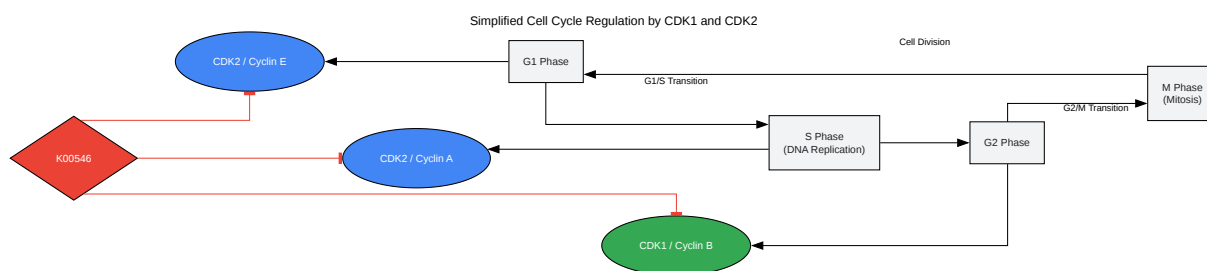 Simplified Cell Cycle Regulation by CDK1 and CDK2
Cell Division
CDK2 / Cyclin E
G1 Phase
G1/S Transition
M Phase
(Mitosis)
G2/M Transition
K00546
CDK2 / Cyclin A
S Phase
(DNA Replication)
G2 Phase
CDK1 / Cyclin B